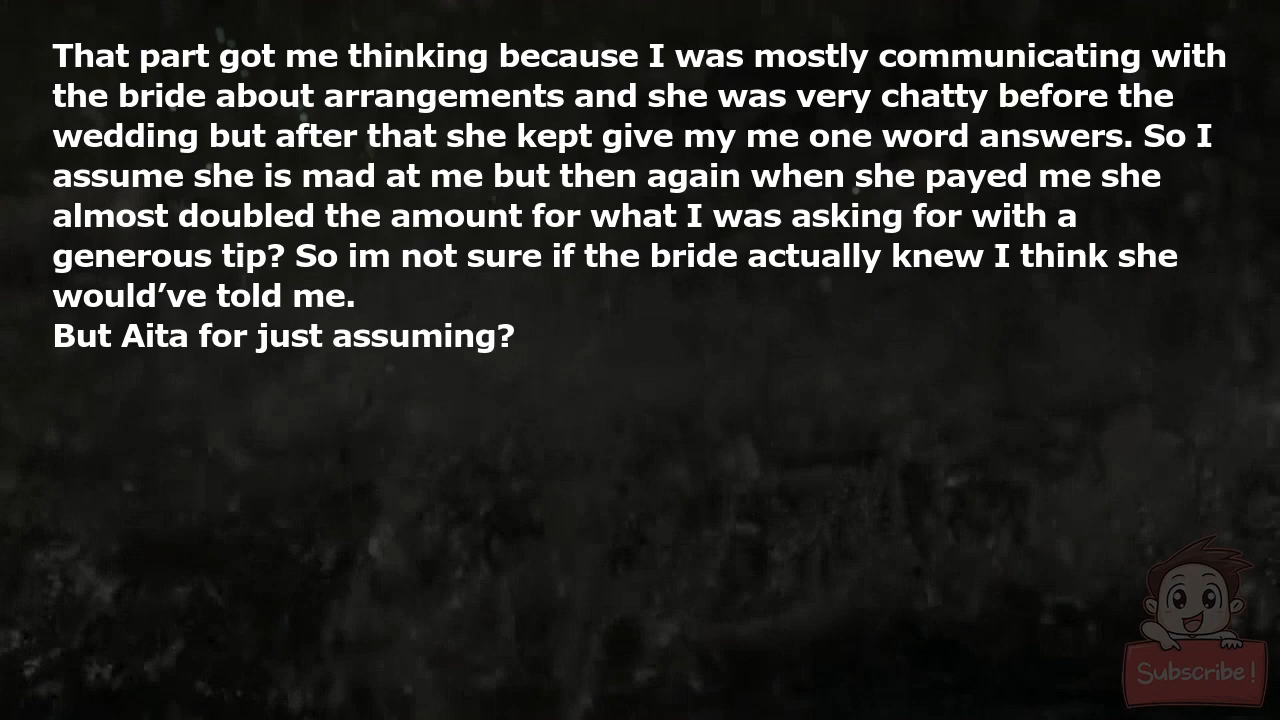 That part got me thinking because I was mostly communicating with
the bride about arrangements and she was very chatty before the
wedding but after that she kept give my me one word answers. So I
assume she is mad at me but then again when she payed me she
almost doubled the amount for what I was asking for with a
generous tip? So im not sure if the bride actually knew I think she
would’ve told me.
But Aita for just assuming?
Subscribe!